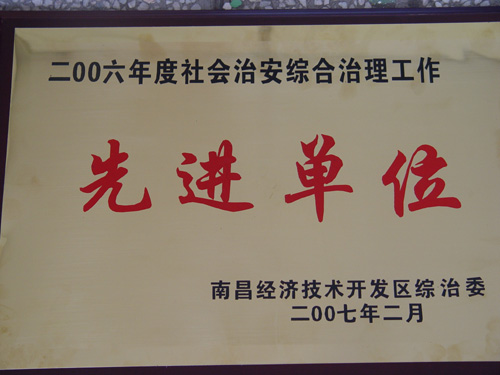 二00六年度社会治安综合治理工作
先进单位
南昌经济技术开发区综治委
二00七年二月